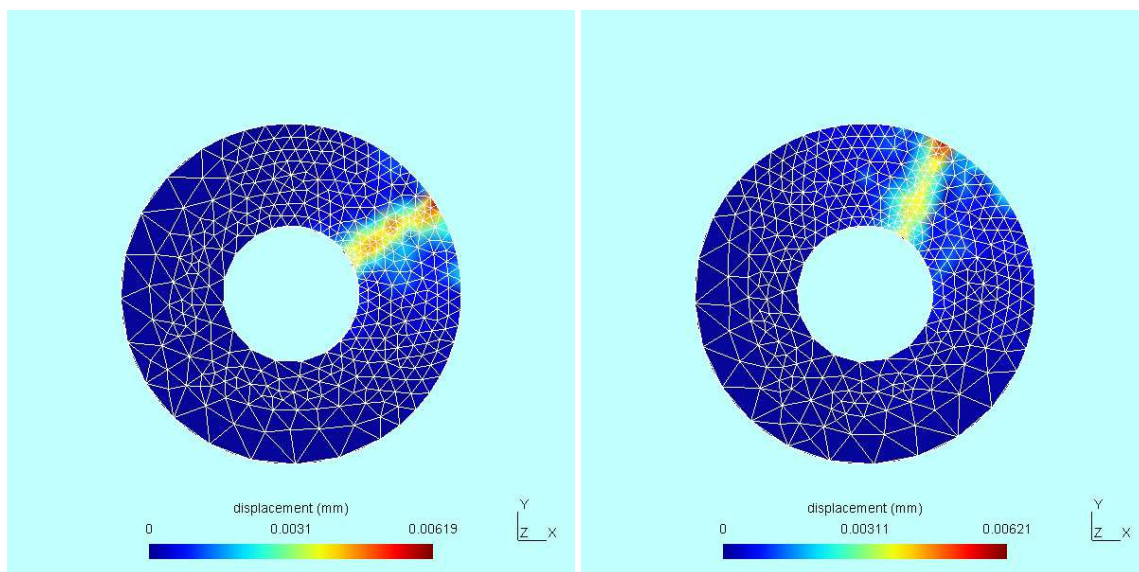 displacement (mm)
0 0.0031 0.00619
Y
Z X
displacement (mm)
0 0.00311 0.00621
Y
Z X